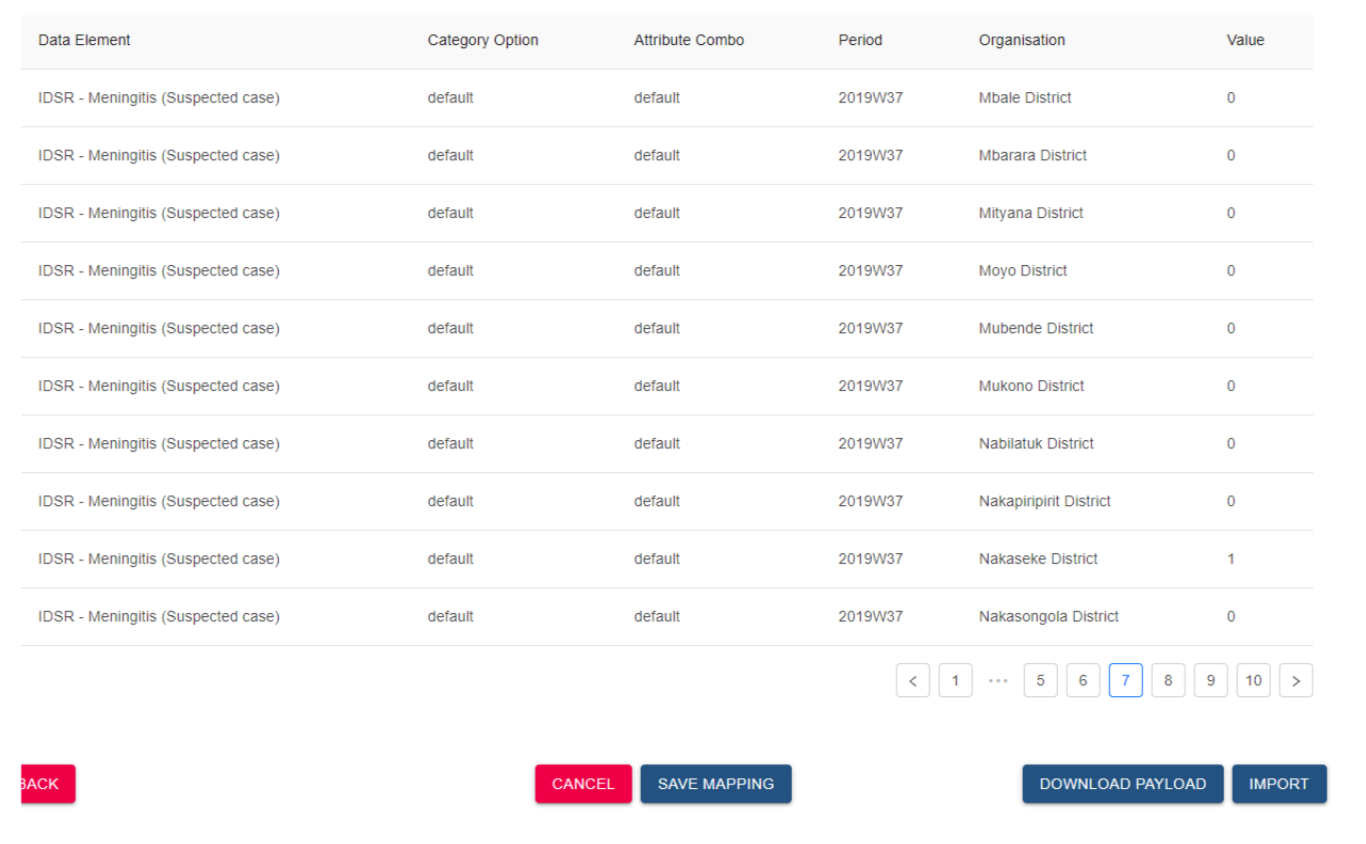 Data Element Category Option Attribute Combo Period Organisation Value
IDSR - Meningitis (Suspected case) default default 2019W37 Mbale District 0
IDSR - Meningitis (Suspected case) default default 2019W37 Mbarara District 0
IDSR - Meningitis (Suspected case) default default 2019W37 Mityana District 0
IDSR - Meningitis (Suspected case) default default 2019W37 Moyo District 0
IDSR - Meningitis (Suspected case) default default 2019W37 Mubende District 0
IDSR - Meningitis (Suspected case) default default 2019W37 Mukono District 0
IDSR - Meningitis (Suspected case) default default 2019W37 Nabilatuk District 0
IDSR - Meningitis (Suspected case) default default 2019W37 Nakapiripirit District 0
IDSR - Meningitis (Suspected case) default default 2019W37 Nakaseke District 1
IDSR - Meningitis (Suspected case) default default 2019W37 Nakasongola District 0
< 1 ••• 5 6 7 8 9 10 >
BACK CANCEL SAVE MAPPING DOWNLOAD PAYLOAD IMPORT